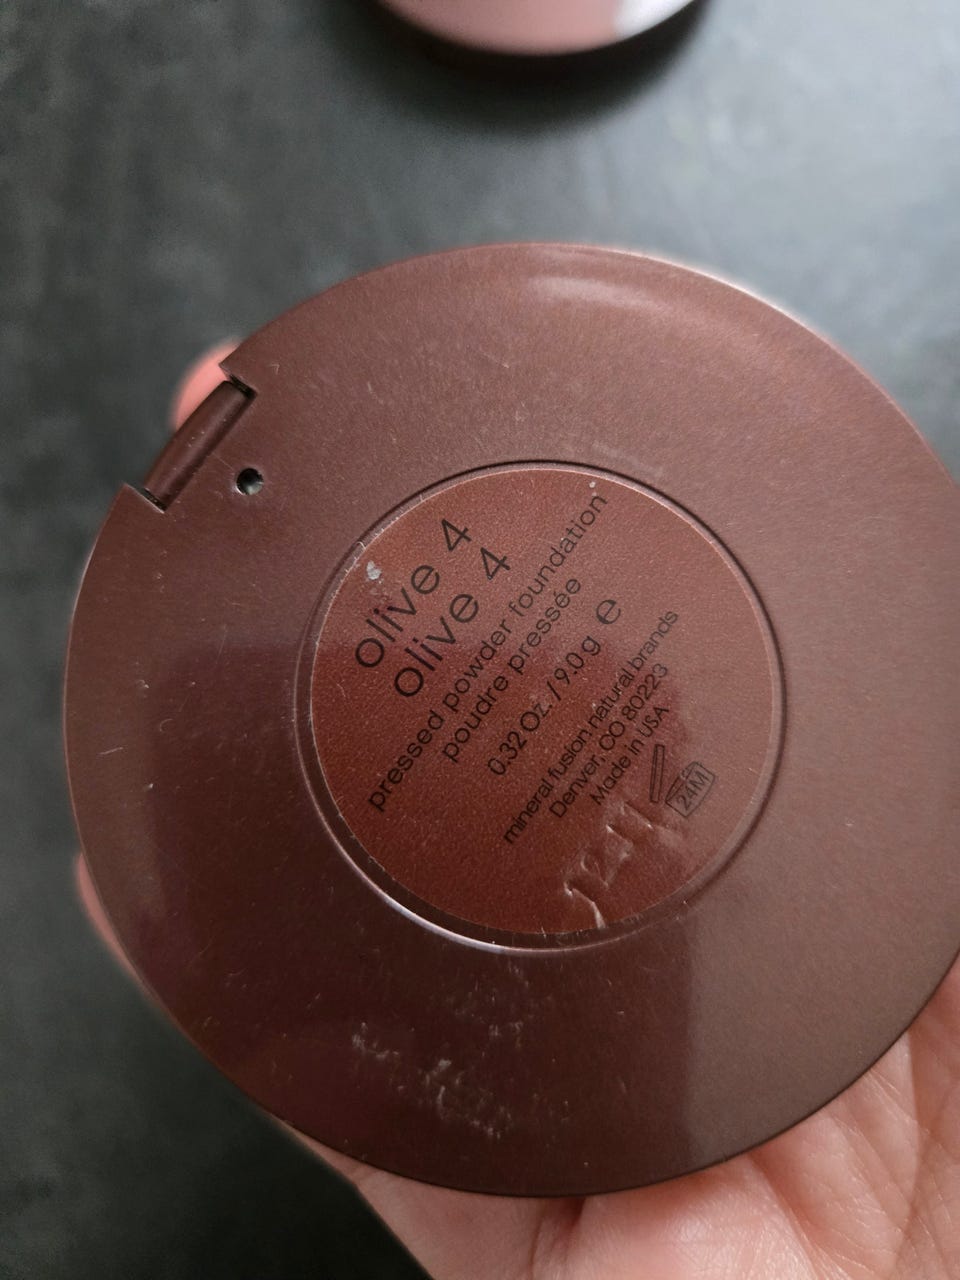 olive 4
olive 4
pressed powder foundation
poudre pressée
0.32 Oz. / 9.0 g e
mineral fusion natural brands
Denver, CO 80223
Made in USA
24M